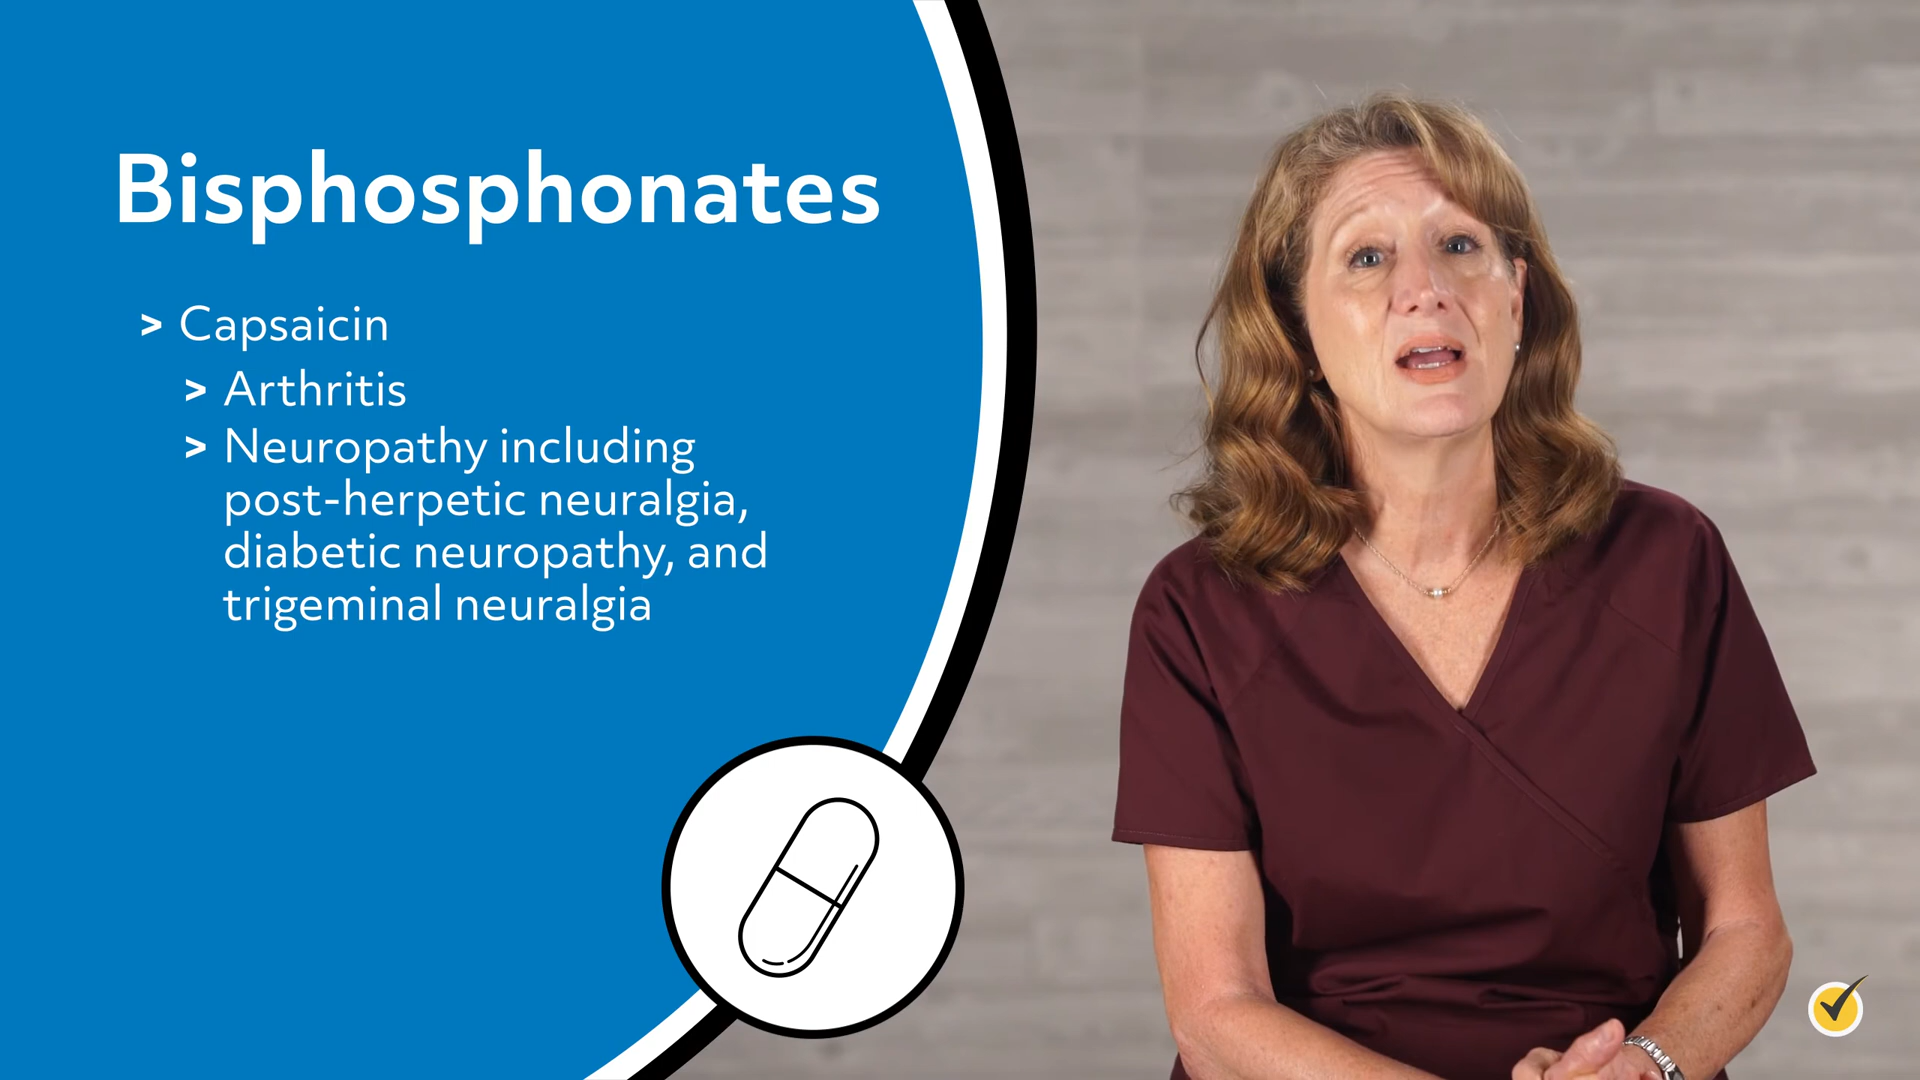 Bisphosphonates
> Capsaicin
> Arthritis
> Neuropathy including
post-herpetic neuralgia,
diabetic neuropathy, and
trigeminal neuralgia